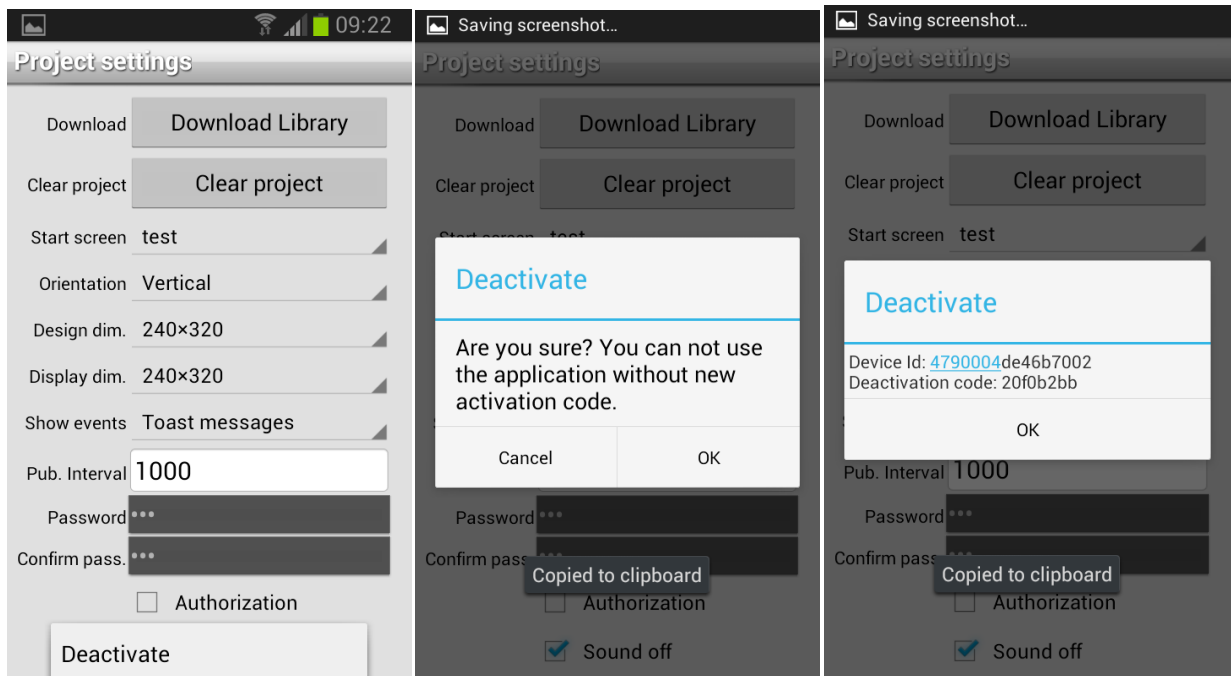 09:22
Project settings
Download Download Library
Clear project Clear project
Start screen test
Orientation Vertical
Design dim. 240×320
Display dim. 240×320
Show events Toast messages
Pub. Interval 1000
Password •••
Confirm pass. •••
Authorization
Deactivate
Saving screenshot...
Project settings
Download Download Library
Clear project Clear project
Start screen test
Deactivate
Are you sure? You can not use
the application without new
activation code.
Cancel OK
Password •••
Confirm pass. •••
Copied to clipboard
Authorization
Sound off
Saving screenshot...
Project settings
Download Download Library
Clear project Clear project
Start screen test
Deactivate
Device Id: 4790004de46b7002
Deactivation code: 20f0b2bb
OK
Pub. Interval 1000
Password •••
Confirm pass. •••
Copied to clipboard
Authorization
Sound off